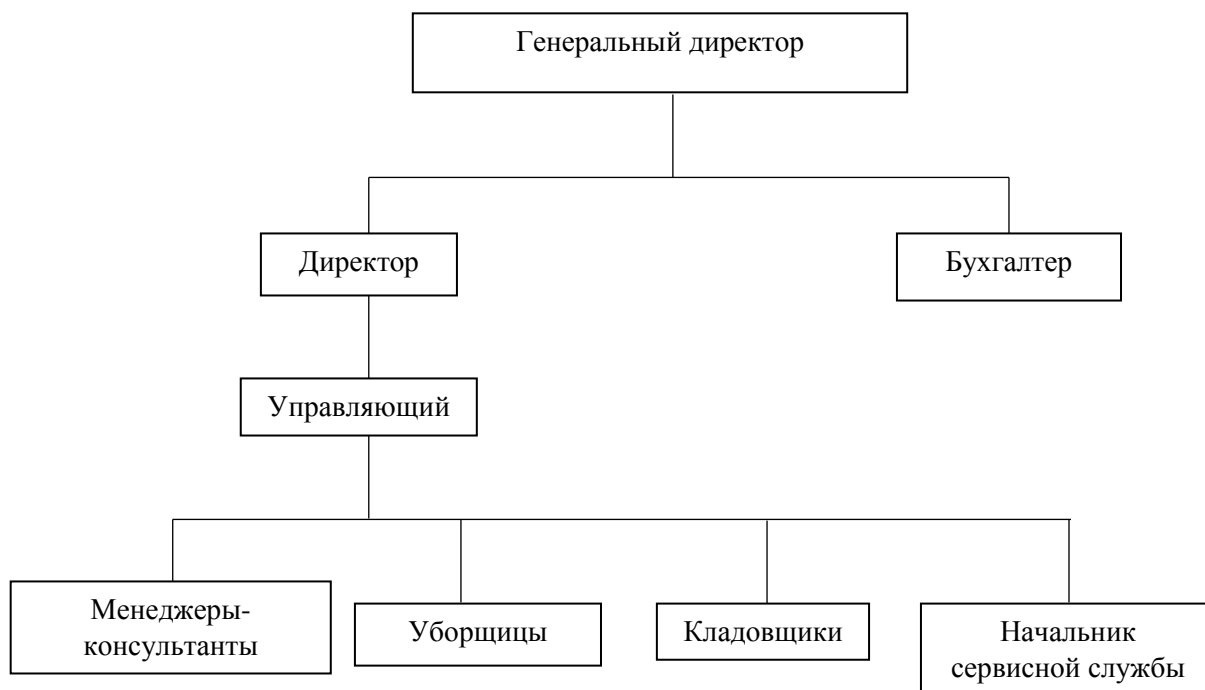 Генеральный директор
Директор
Бухгалтер
Управляющий
Менеджеры-
консультанты
Уборщицы
Кладовщики
Начальник
сервисной службы